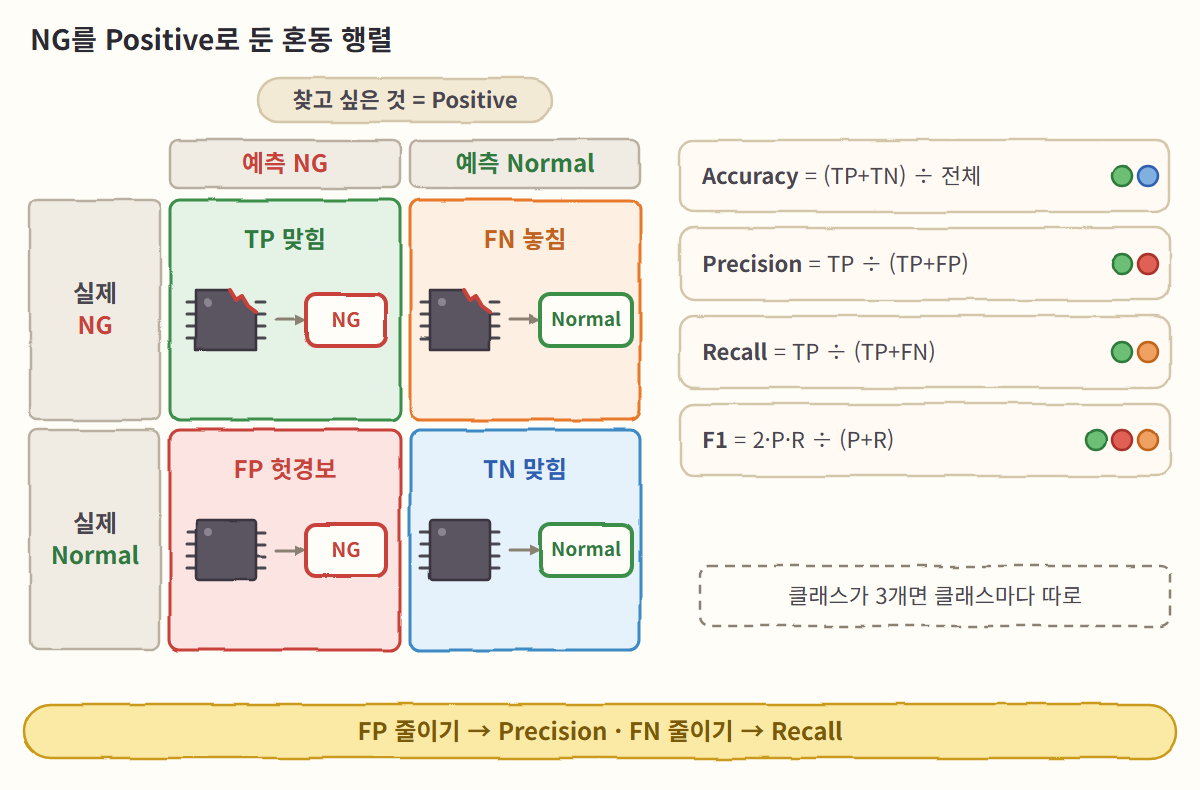 NG를 Positive로 둔 혼동 행렬
찾고 싶은 것 = Positive
예측 NG
예측 Normal
실제
NG
TP 맞힘
NG
FN 놓침
Normal
실제
Normal
FP 헛경보
NG
TN 맞힘
Normal
Accuracy = (TP+TN) ÷ 전체
Precision = TP ÷ (TP+FP)
Recall = TP ÷ (TP+FN)
F1 = 2·P·R ÷ (P+R)
클래스가 3개면 클래스마다 따로
FP 줄이기 → Precision · FN 줄이기 → Recall